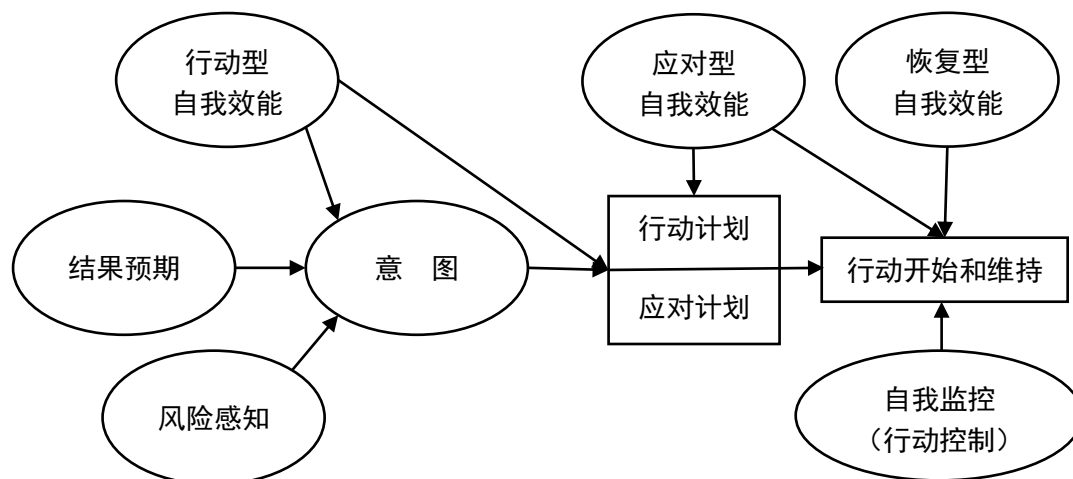 行动型
自我效能
应对型
自我效能
恢复型
自我效能
结果预期
意　图
行动计划
应对计划
行动开始和维持
风险感知
自我监控
（行动控制）